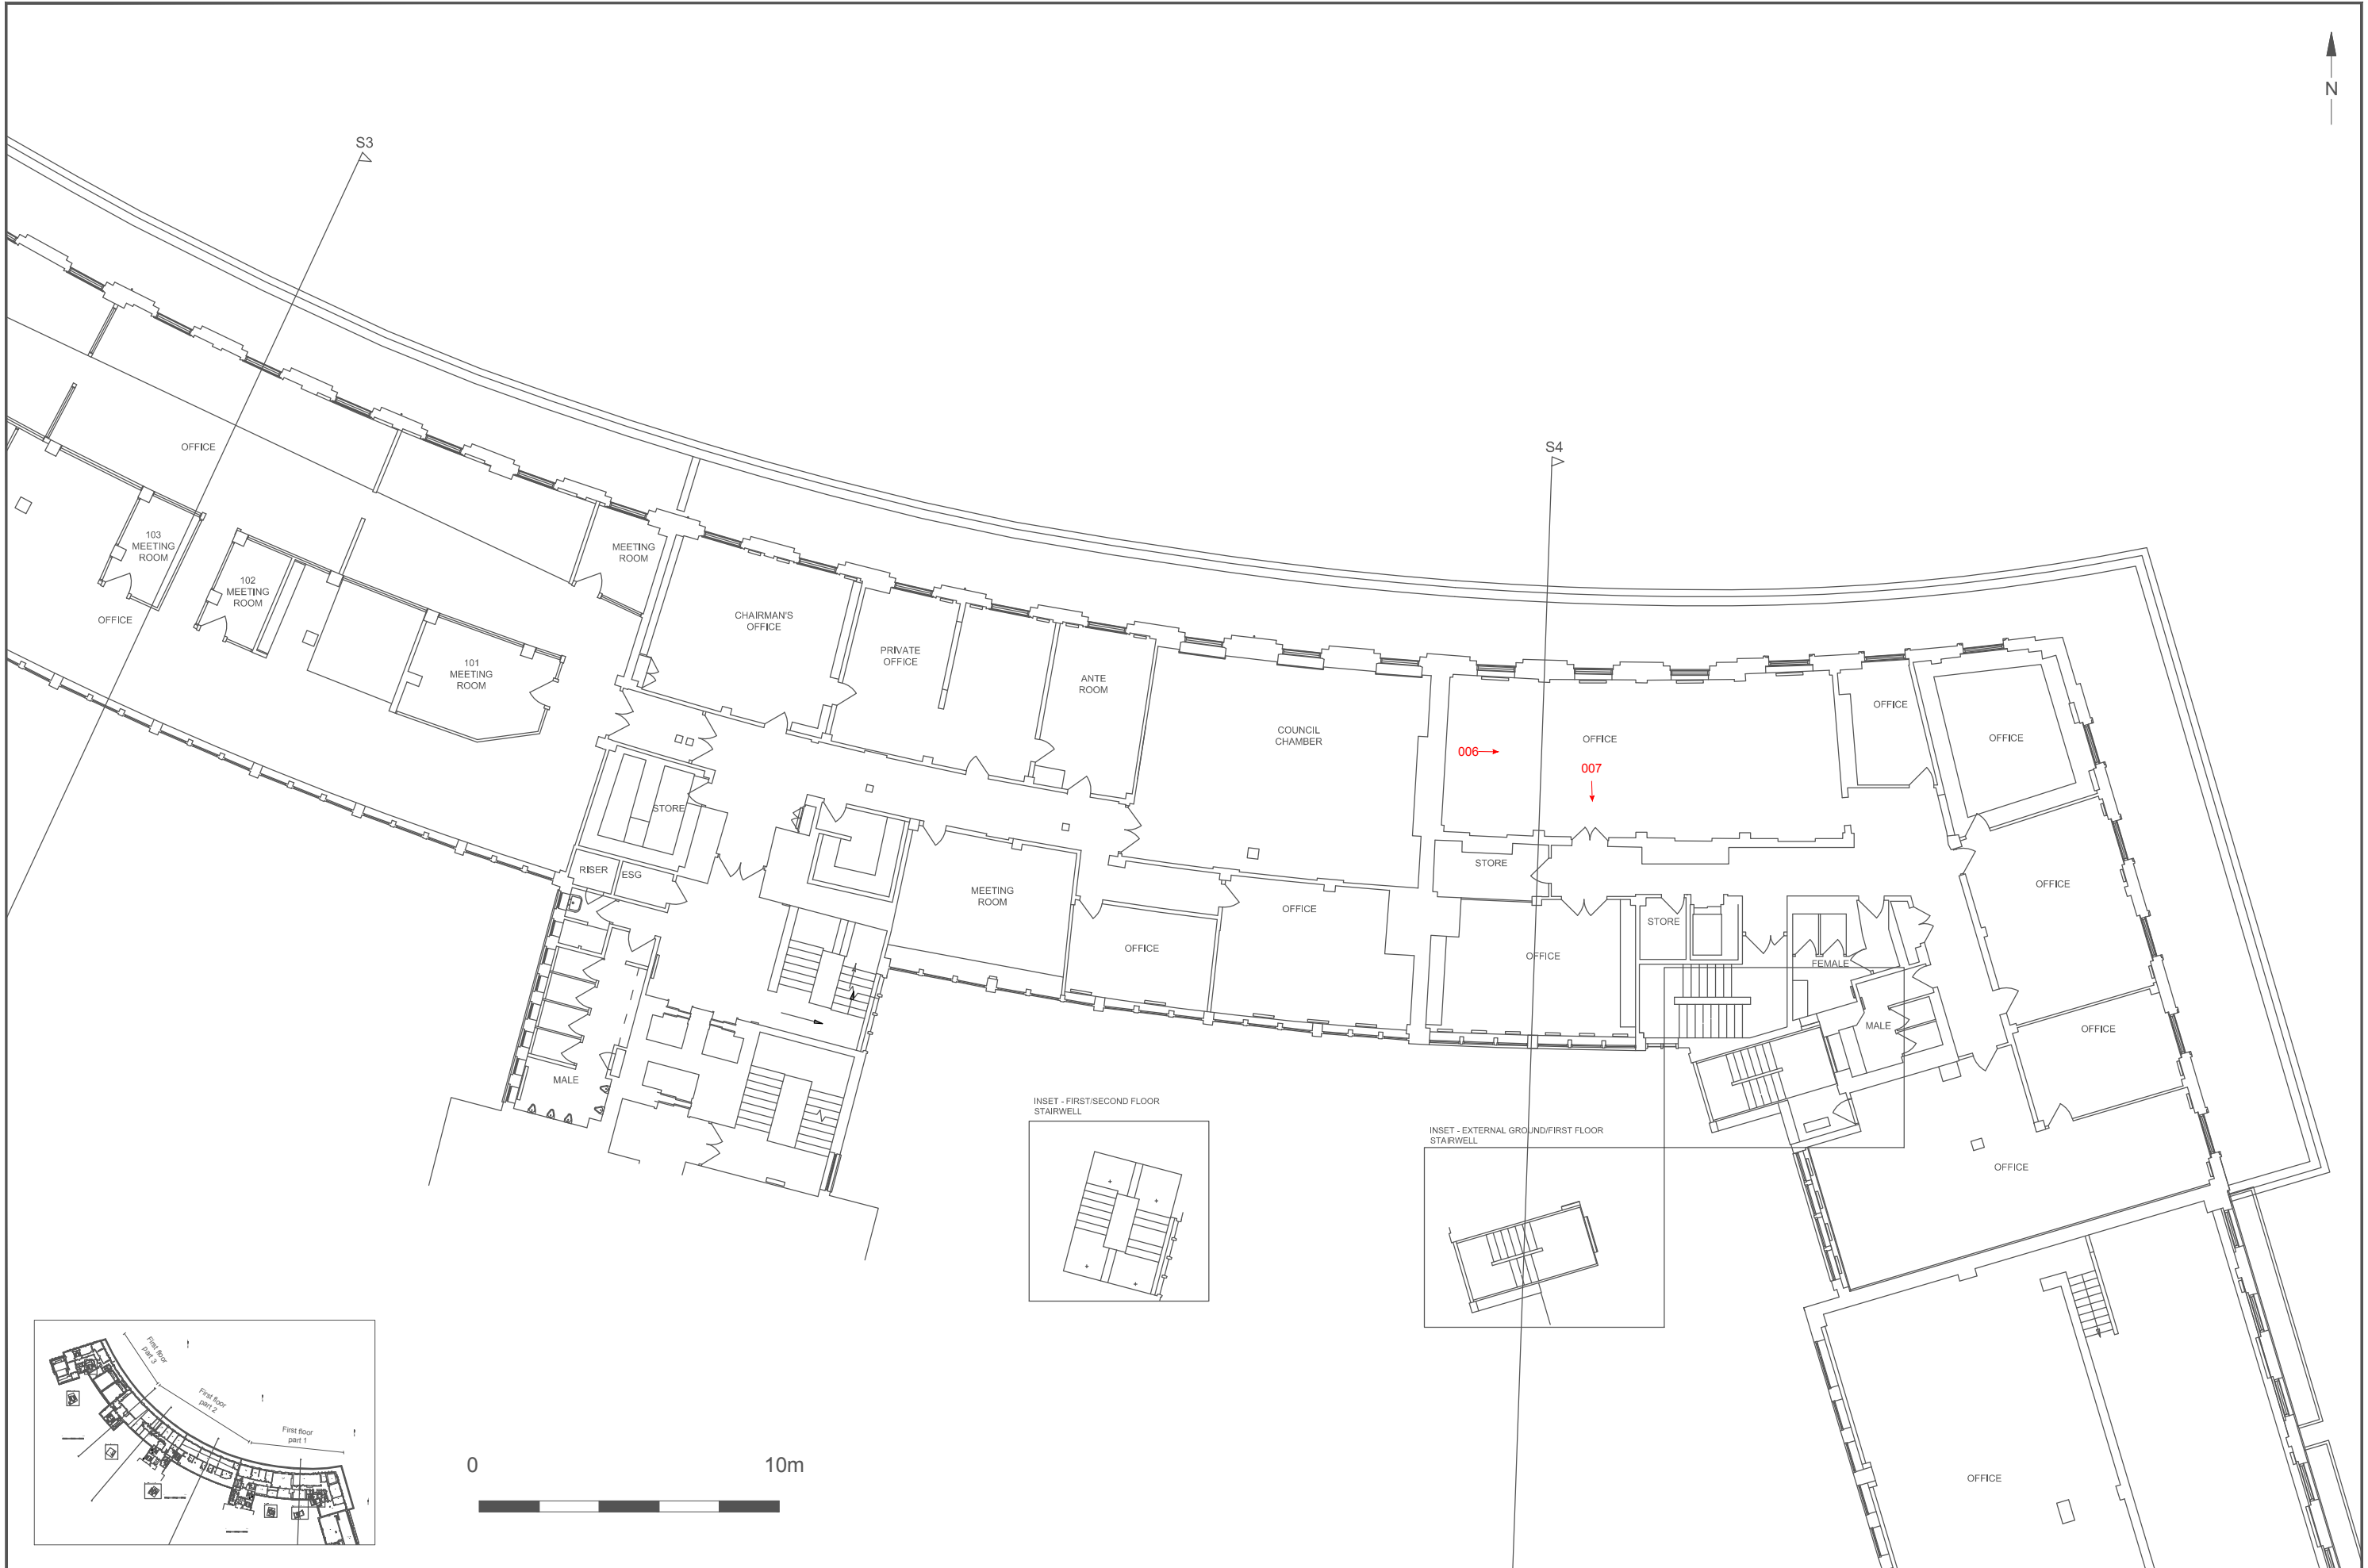 N
S3
S4
OFFICE
103
MEETING
ROOM
OFFICE
102
MEETING
ROOM
101
MEETING
ROOM
MEETING
ROOM
CHAIRMAN'S
OFFICE
PRIVATE
OFFICE
ANTE
ROOM
COUNCIL
CHAMBER
006
OFFICE
007
OFFICE
OFFICE
STORE
RISER
ESG
MEETING
ROOM
OFFICE
OFFICE
STORE
OFFICE
STORE
FEMALE
MALE
OFFICE
OFFICE
OFFICE
MALE
INSET - FIRST/SECOND FLOOR
STAIRWELL
INSET - EXTERNAL GROUND/FIRST FLOOR
STAIRWELL
OFFICE
First floor
part 3
First floor
part 2
First floor
part 1
0
10m